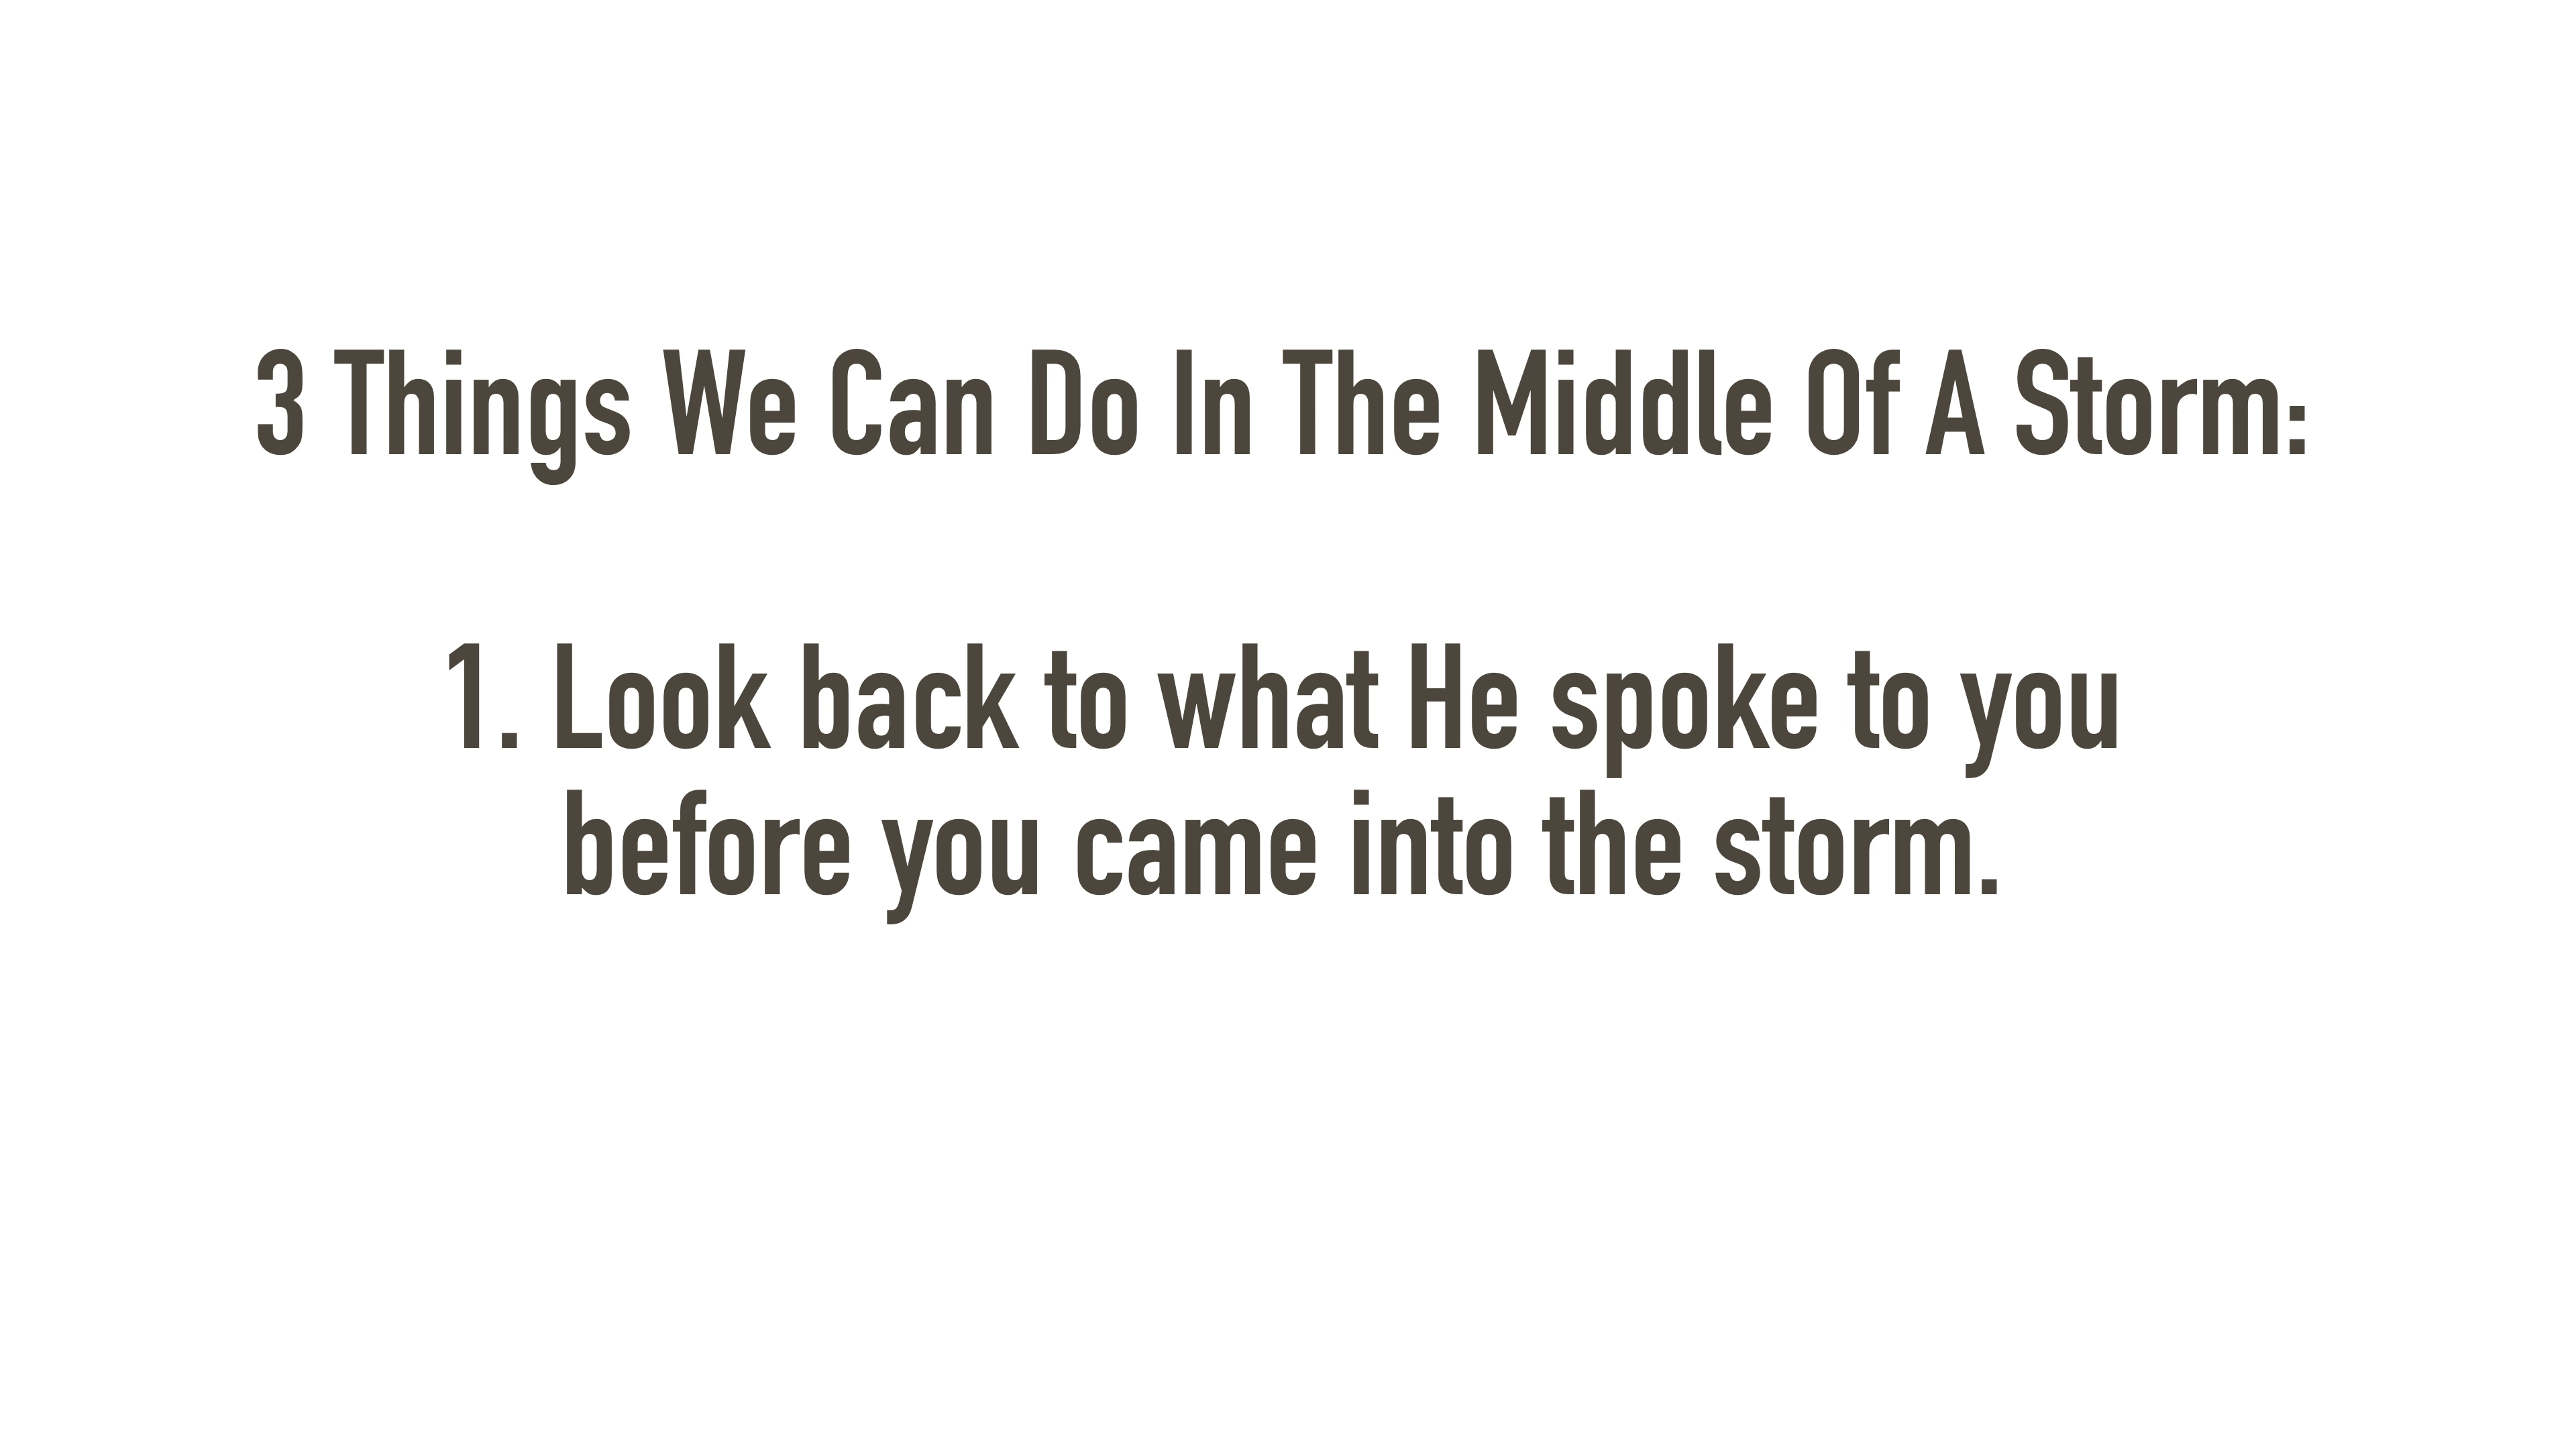 3 Things We Can Do In The Middle Of A Storm:
1. Look back to what He spoke to you
before you came into the storm.